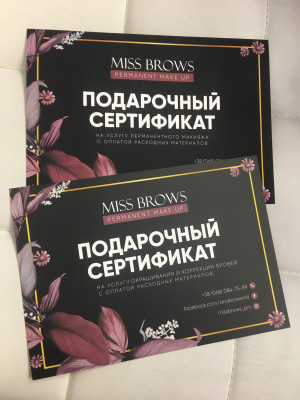 MISS BROWS
PERMANENT MAKE UP
ПОДАРОЧНЫЙ
СЕРТИФИКАТ
НА УСЛУГУ ПЕРМАНЕНТНОГО МАКИЯЖА
С ОПЛАТОЙ РАСХОДНЫХ МАТЕРИАЛОВ
MISS BROWS
PERMANENT MAKE UP
ПОДАРОЧНЫЙ
СЕРТИФИКАТ
НА УСЛУГУ ОКРАШИВАНИЯ И КОРРЕКЦИИ БРОВЕЙ
С ОПЛАТОЙ РАСХОДНЫХ МАТЕРИАЛОВ
missbrows_pm